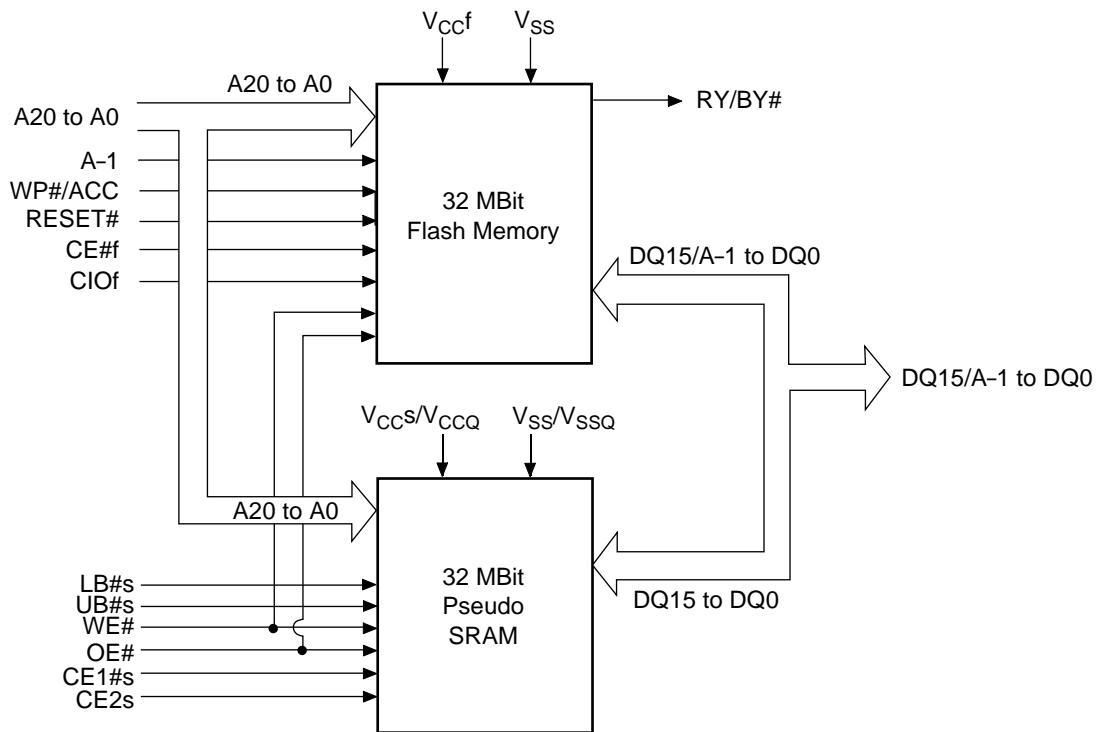 VCCf
VSS
A20 to A0
A20 to A0
RY/BY#
A–1
WP#/ACC
RESET#
CE#f
CIOf
32 MBit
Flash Memory
DQ15/A–1 to DQ0
DQ15/A–1 to DQ0
VCCs/VCCQ
VSS/VSSQ
A20 to A0
LB#s
UB#s
WE#
OE#
CE1#s
CE2s
32 MBit
Pseudo
SRAM
DQ15 to DQ0